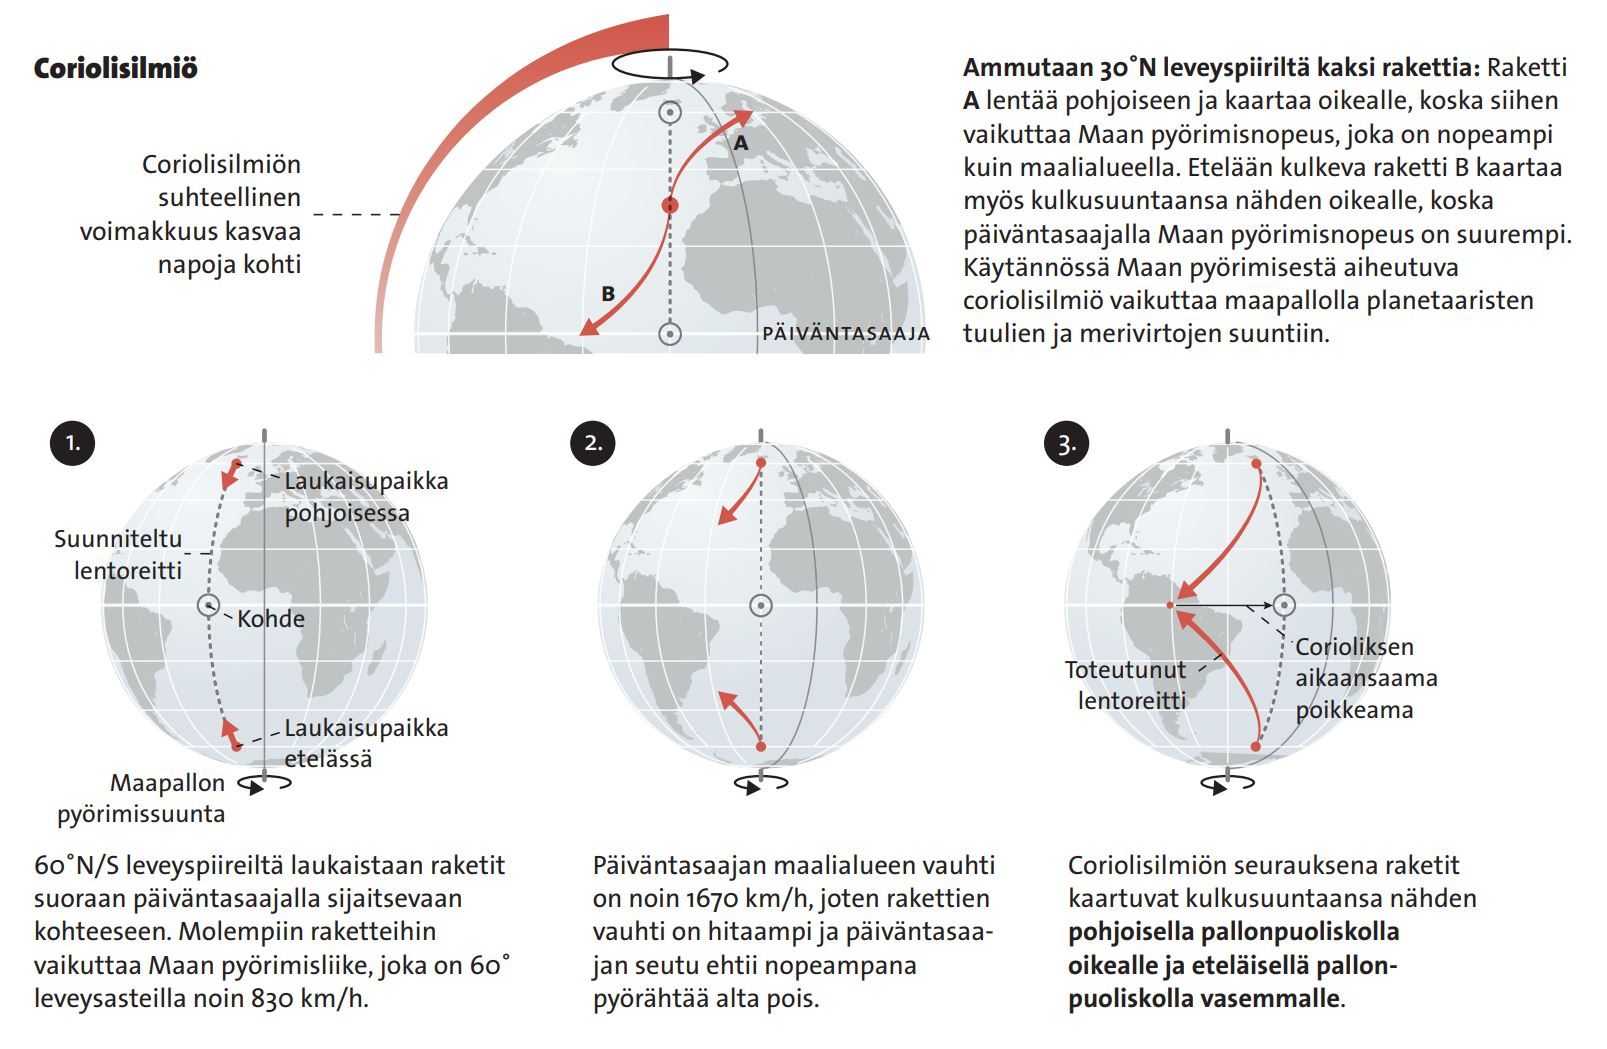 Coriolisilmiö
Coriolisilmiön
suhteellinen
voimakkuus kasvaa
napoja kohti
A
B
PÄIVÄNTASAAJA
Ammutaan 30°N leveyspiiriltä kaksi rakettia: Raketti
A lentää pohjoiseen ja kaartaa oikealle, koska siihen
vaikuttaa Maan pyörimisnopeus, joka on nopeampi
kuin maalialueella. Etelään kulkeva raketti B kaartaa
myös kulkusuuntaansa nähden oikealle, koska
päiväntasaajalla Maan pyörimisnopeus on suurempi.
Käytännössä Maan pyörimisestä aiheutuva
coriolisilmiö vaikuttaa maapallolla planetaaristen
tuulien ja merivirtojen suuntiin.
1.
Laukaisupaikka
pohjoisessa
Suunniteltu
lentoreitti
Kohde
Laukaisupaikka
etelässä
Maapallon
pyörimissuunta
60°N/S leveyspiireiltä laukaistaan raketit
suoraan päiväntasaajalla sijaitsevaan
kohteeseen. Molempiin raketteihin
vaikuttaa Maan pyörimisliike, joka on 60°
leveysasteilla noin 830 km/h.
2.
Päiväntasaajan maalialueen vauhti
on noin 1670 km/h, joten rakettien
vauhti on hitaampi ja päiväntasaa-
jan seutu ehtii nopeampana
pyörähtää alta pois.
3.
Corioliksen
aikaansaama
poikkeama
Toteutunut
lentoreitti
Coriolisilmiön seurauksena raketit
kaartuvat kulkusuuntaansa nähden
pohjoisella pallonpuoliskolla
oikealle ja eteläisellä pallon-
puoliskolla vasemmalle.